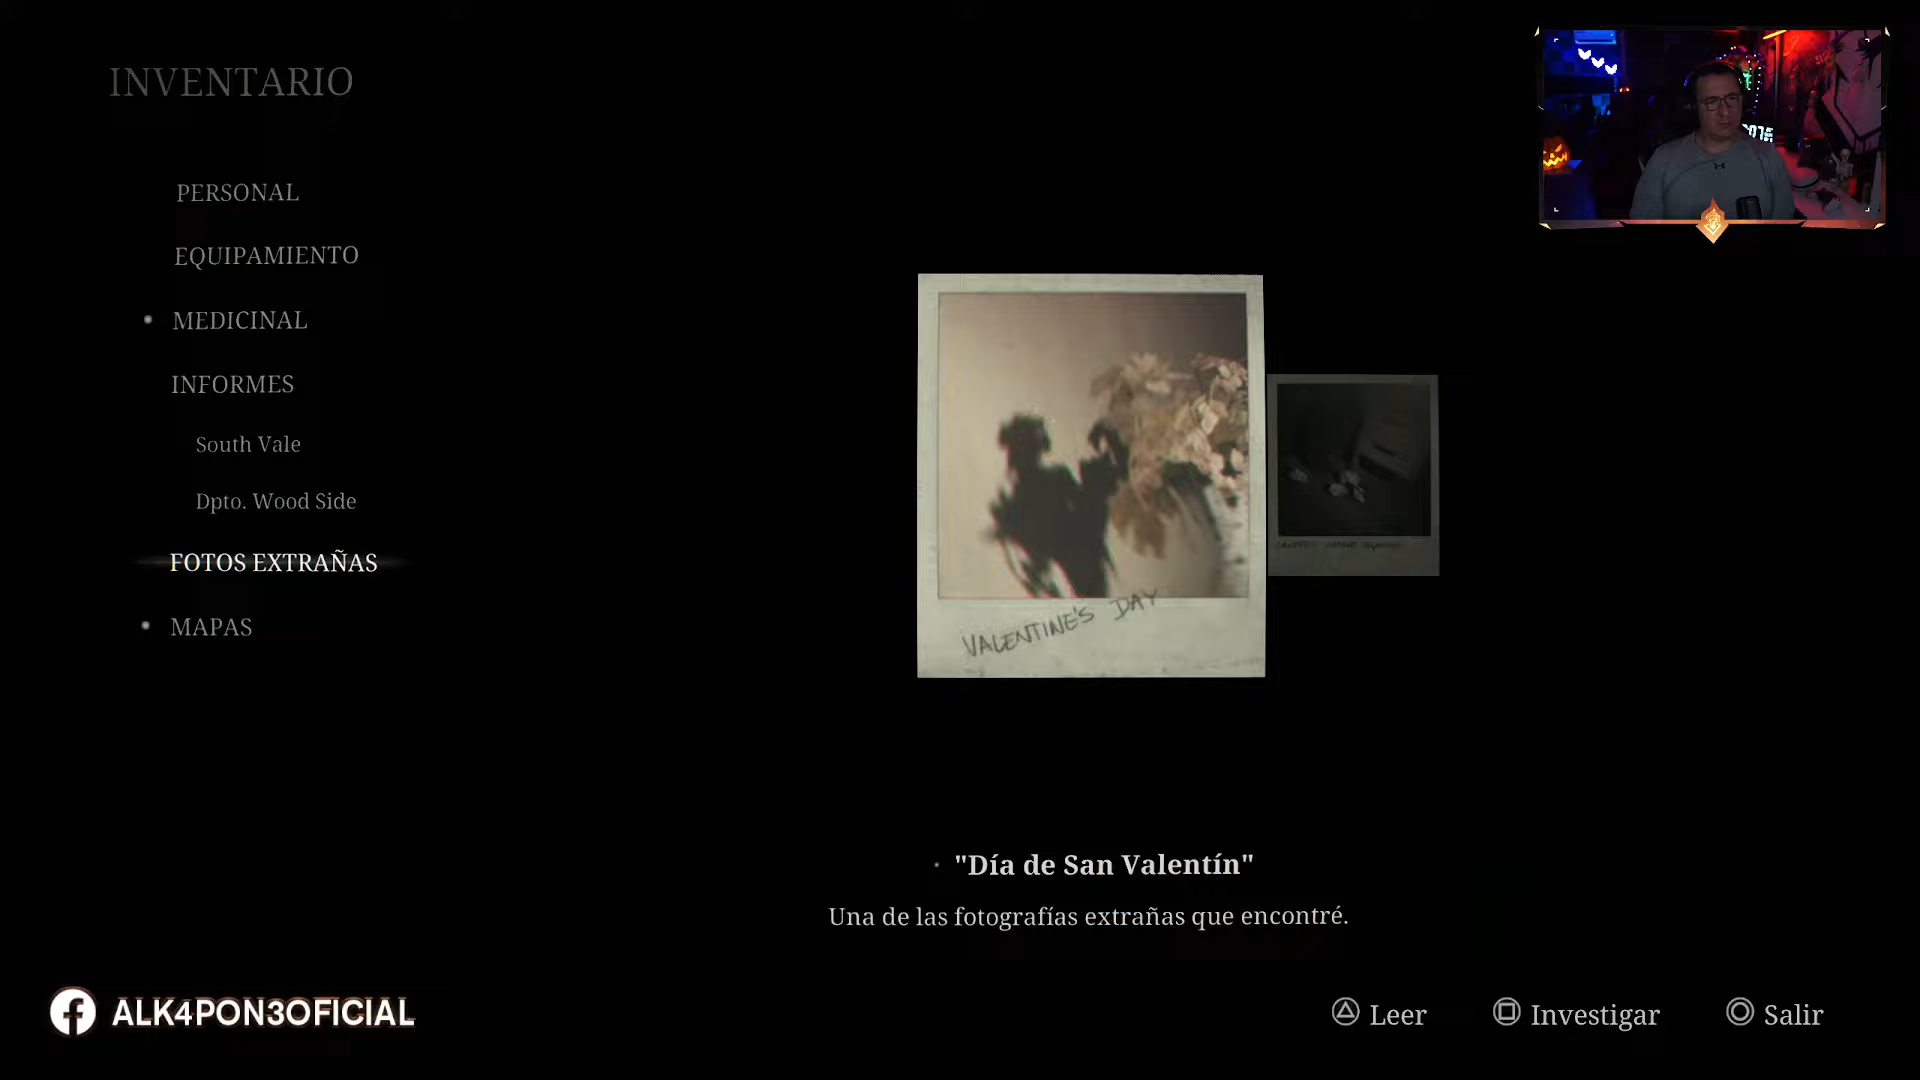 INVENTARIO
PERSONAL
EQUIPAMIENTO
MEDICINAL
INFORMES
South Vale
Dpto. Wood Side
FOTOS EXTRAÑAS
MAPAS
VALENTINE'S DAY
"Día de San Valentín"
Una de las fotografías extrañas que encontré.
ALK4PON3OFICIAL
Leer
Investigar
Salir